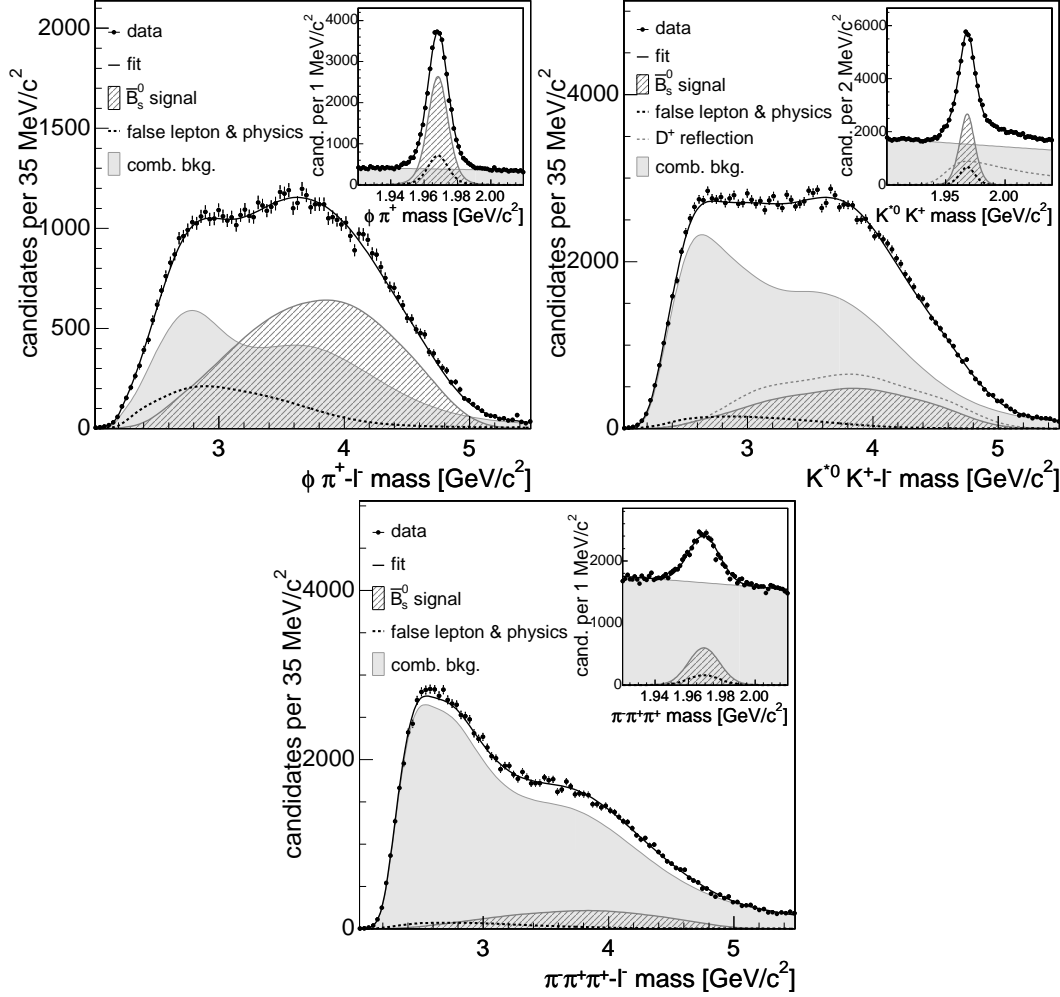 candidates per 35 MeV/c²
2000
1500
1000
500
0
3
4
5
ϕ π⁺-l⁻ mass [GeV/c²]
data
fit
B̅⁰ₛ signal
false lepton & physics
comb. bkg.
cand. per 1 MeV/c²
4000
3000
2000
1000
0
1.94
1.96
1.98
2.00
ϕ π⁺ mass [GeV/c²]
candidates per 35 MeV/c²
4000
2000
0
3
4
5
K*⁰ K⁺-l⁻ mass [GeV/c²]
data
fit
B̅⁰ₛ signal
false lepton & physics
D⁺ reflection
comb. bkg.
cand. per 2 MeV/c²
6000
4000
2000
0
1.95
2.00
K*⁰ K⁺ mass [GeV/c²]
candidates per 35 MeV/c²
4000
2000
0
3
4
5
π⁻π⁺π⁺-l⁻ mass [GeV/c²]
data
fit
B̅⁰ₛ signal
false lepton & physics
comb. bkg.
cand. per 1 MeV/c²
2000
1000
0
1.94
1.96
1.98
2.00
π⁻π⁺π⁺ mass [GeV/c²]